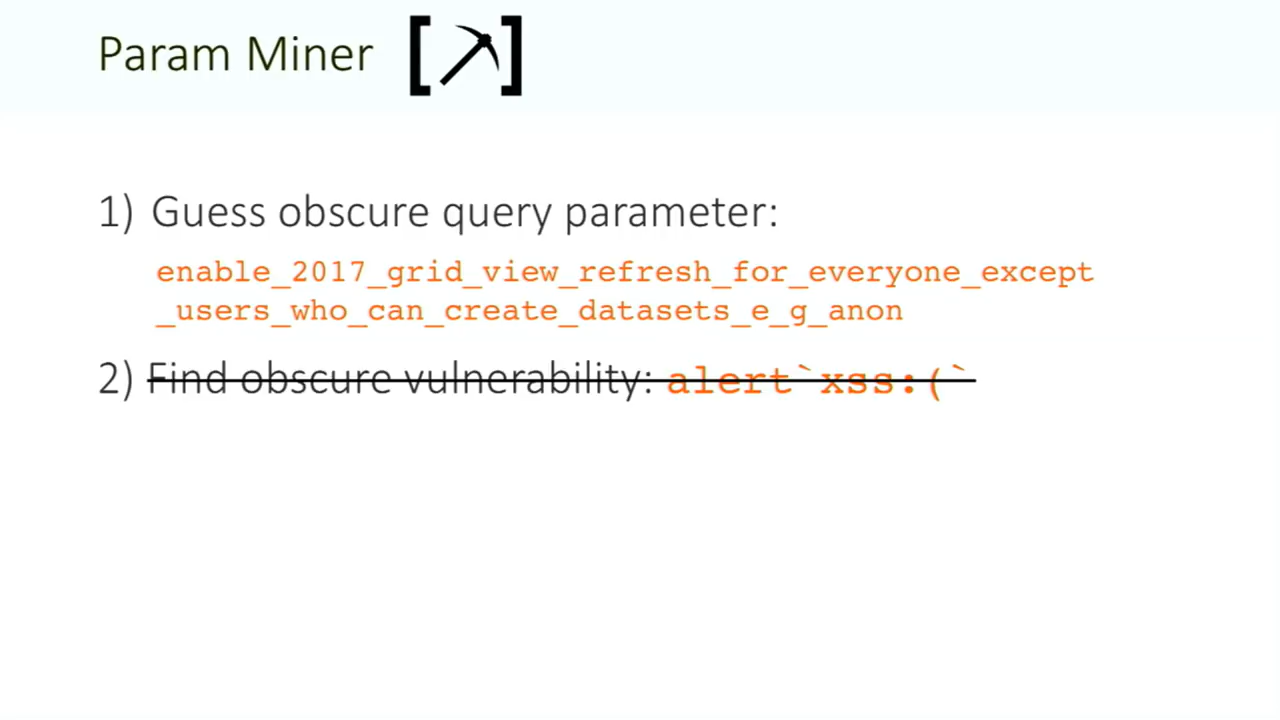 Param Miner
1) Guess obscure query parameter:
enable_2017_grid_view_refresh_for_everyone_except
_users_who_can_create_datasets_e_g_anon
2) Find obscure vulnerability: alert`xss:(`